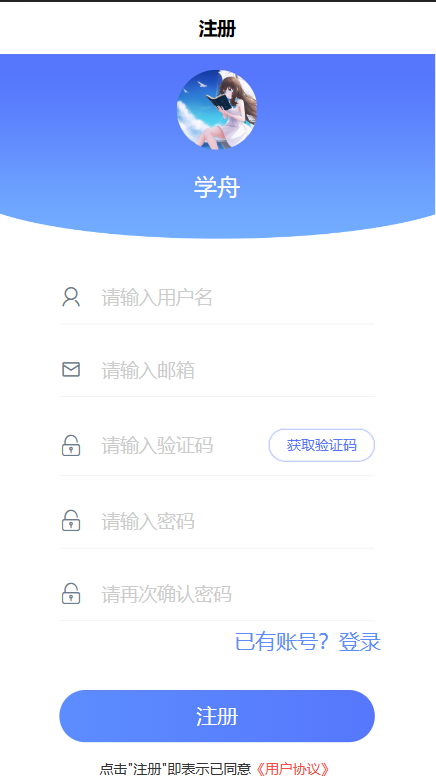 注册
学舟
请输入用户名
请输入邮箱
请输入验证码 获取验证码
请输入密码
请再次确认密码
已有账号？登录
注册
点击"注册"即表示已同意《用户协议》